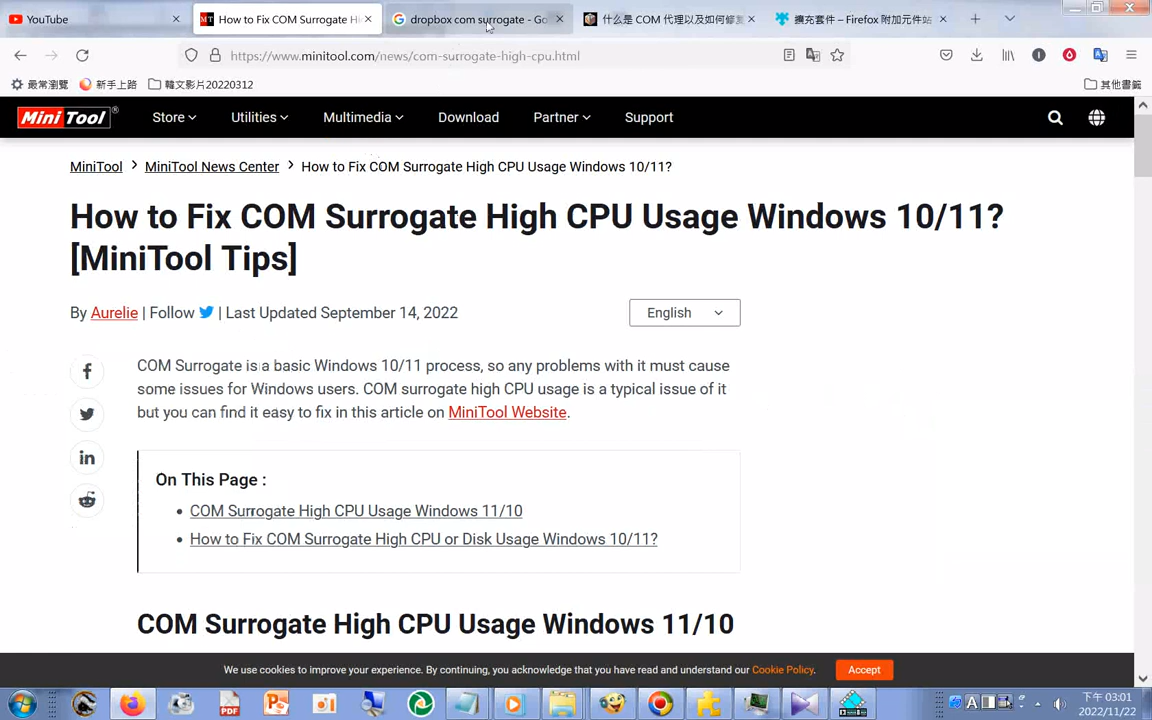 YouTube
How to Fix COM Surrogate Hi
dropbox com surrogate - Go
什么是 COM 代理以及如何修复
擴充套件 – Firefox 附加元件站
https://www.minitool.com/news/com-surrogate-high-cpu.html
最常瀏覽
新手上路
韓文影片20220312
其他書籤
Mini Tool®
Store
Utilities
Multimedia
Download
Partner
Support
MiniTool > MiniTool News Center > How to Fix COM Surrogate High CPU Usage Windows 10/11?
How to Fix COM Surrogate High CPU Usage Windows 10/11?
[MiniTool Tips]
By Aurelie | Follow | Last Updated September 14, 2022
English
COM Surrogate is a basic Windows 10/11 process, so any problems with it must cause
some issues for Windows users. COM surrogate high CPU usage is a typical issue of it
but you can find it easy to fix in this article on MiniTool Website.
On This Page :
• COM Surrogate High CPU Usage Windows 11/10
• How to Fix COM Surrogate High CPU or Disk Usage Windows 10/11?
COM Surrogate High CPU Usage Windows 11/10
We use cookies to improve your experience. By continuing, you acknowledge that you have read and understand our Cookie Policy.
Accept
下午 03:01
2022/11/22